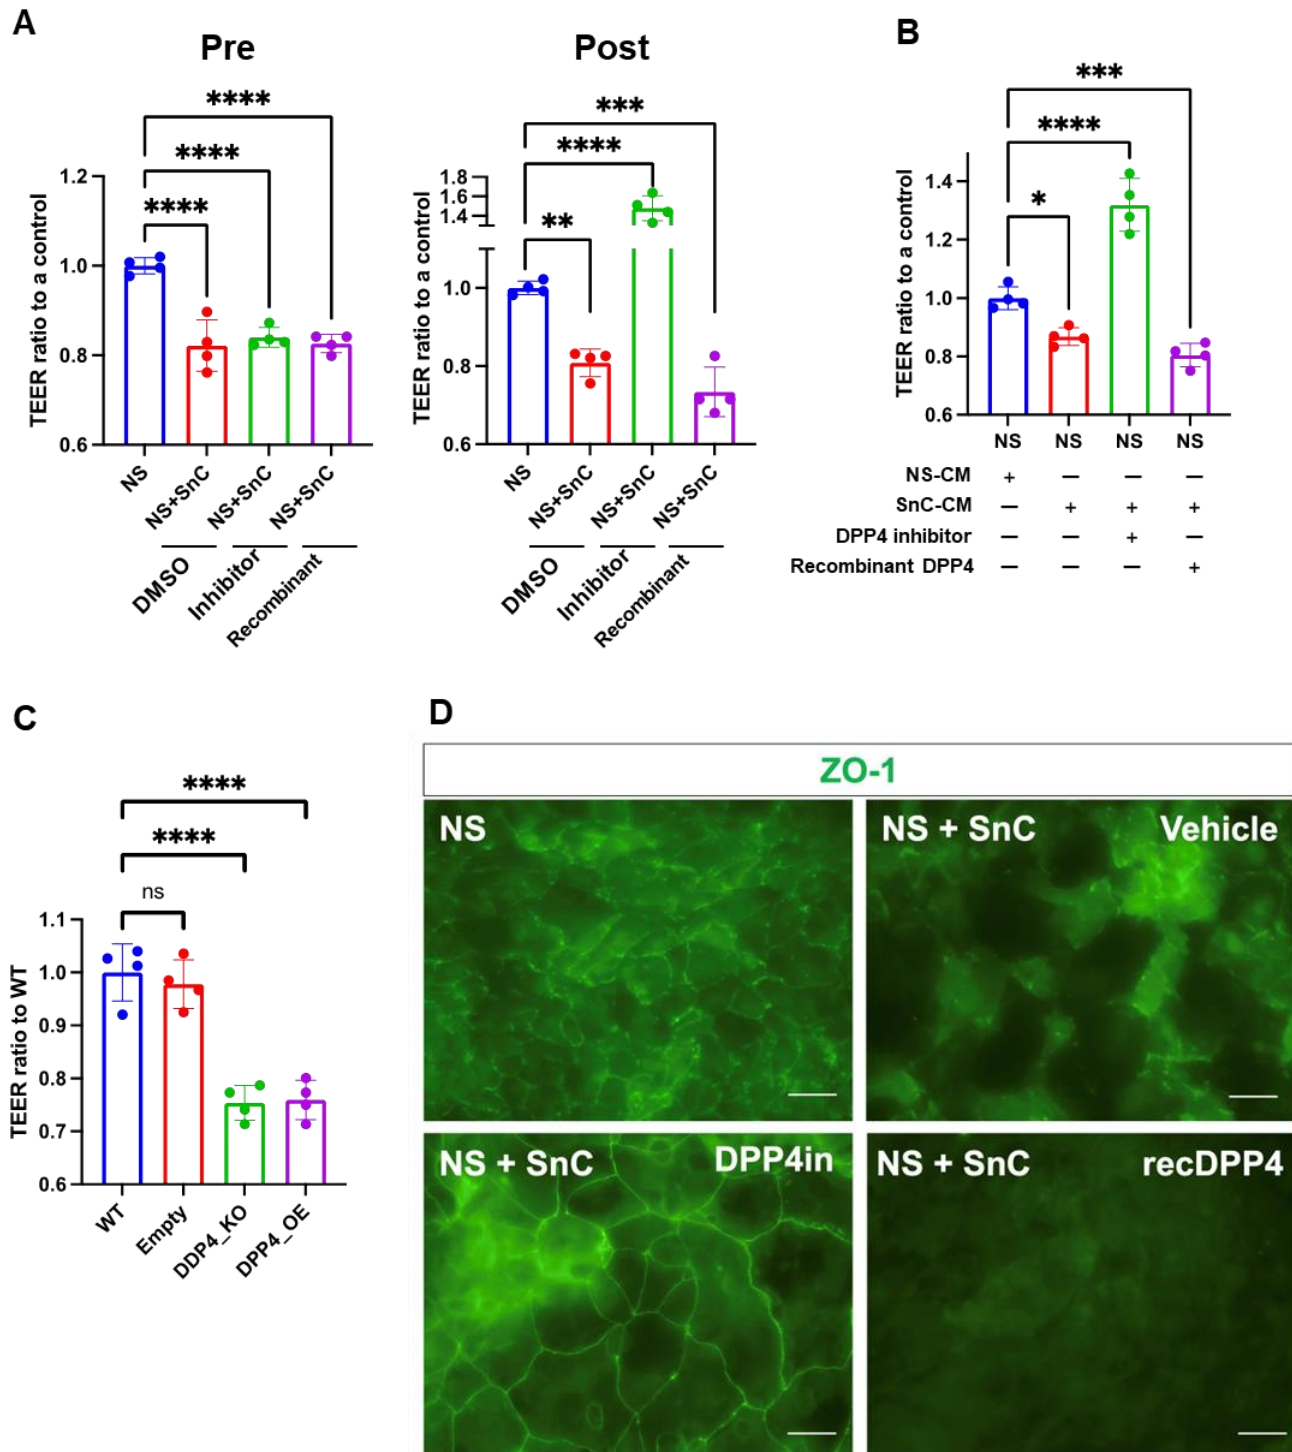 A
Pre
Post
B
****
****
****
TEER ratio to a control
1.2
1.0
0.8
0.6
NS
NS+SnC
NS+SnC
NS+SnC
DMSO
Inhibitor
Recombinant
***
****
**
TEER ratio to a control
1.8
1.6
1.4
1.0
0.8
0.6
NS
NS+SnC
NS+SnC
NS+SnC
DMSO
Inhibitor
Recombinant
***
****
*
TEER ratio to a control
1.4
1.2
1.0
0.8
0.6
NS NS NS NS
NS-CM + — — —
SnC-CM — + + +
DPP4 inhibitor — — + —
Recombinant DPP4 — — — +
C
****
****
ns
TEER ratio to WT
1.1
1.0
0.9
0.8
0.7
0.6
WT
Empty
DDP4_KO
DPP4_OE
D
ZO-1
NS
NS + SnC Vehicle
NS + SnC DPP4in
NS + SnC recDPP4